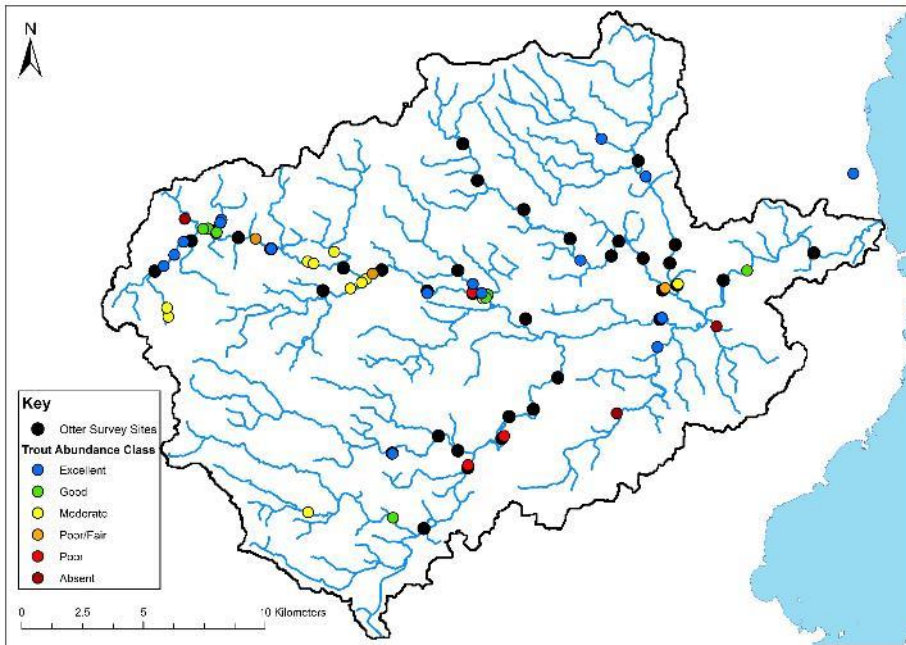 N
Key
Otter Survey Sites
Trout Abundance Class
Excellent
Good
Moderate
Poor/Fair
Poor
Absent
0 2.5 5 10 Kilometers